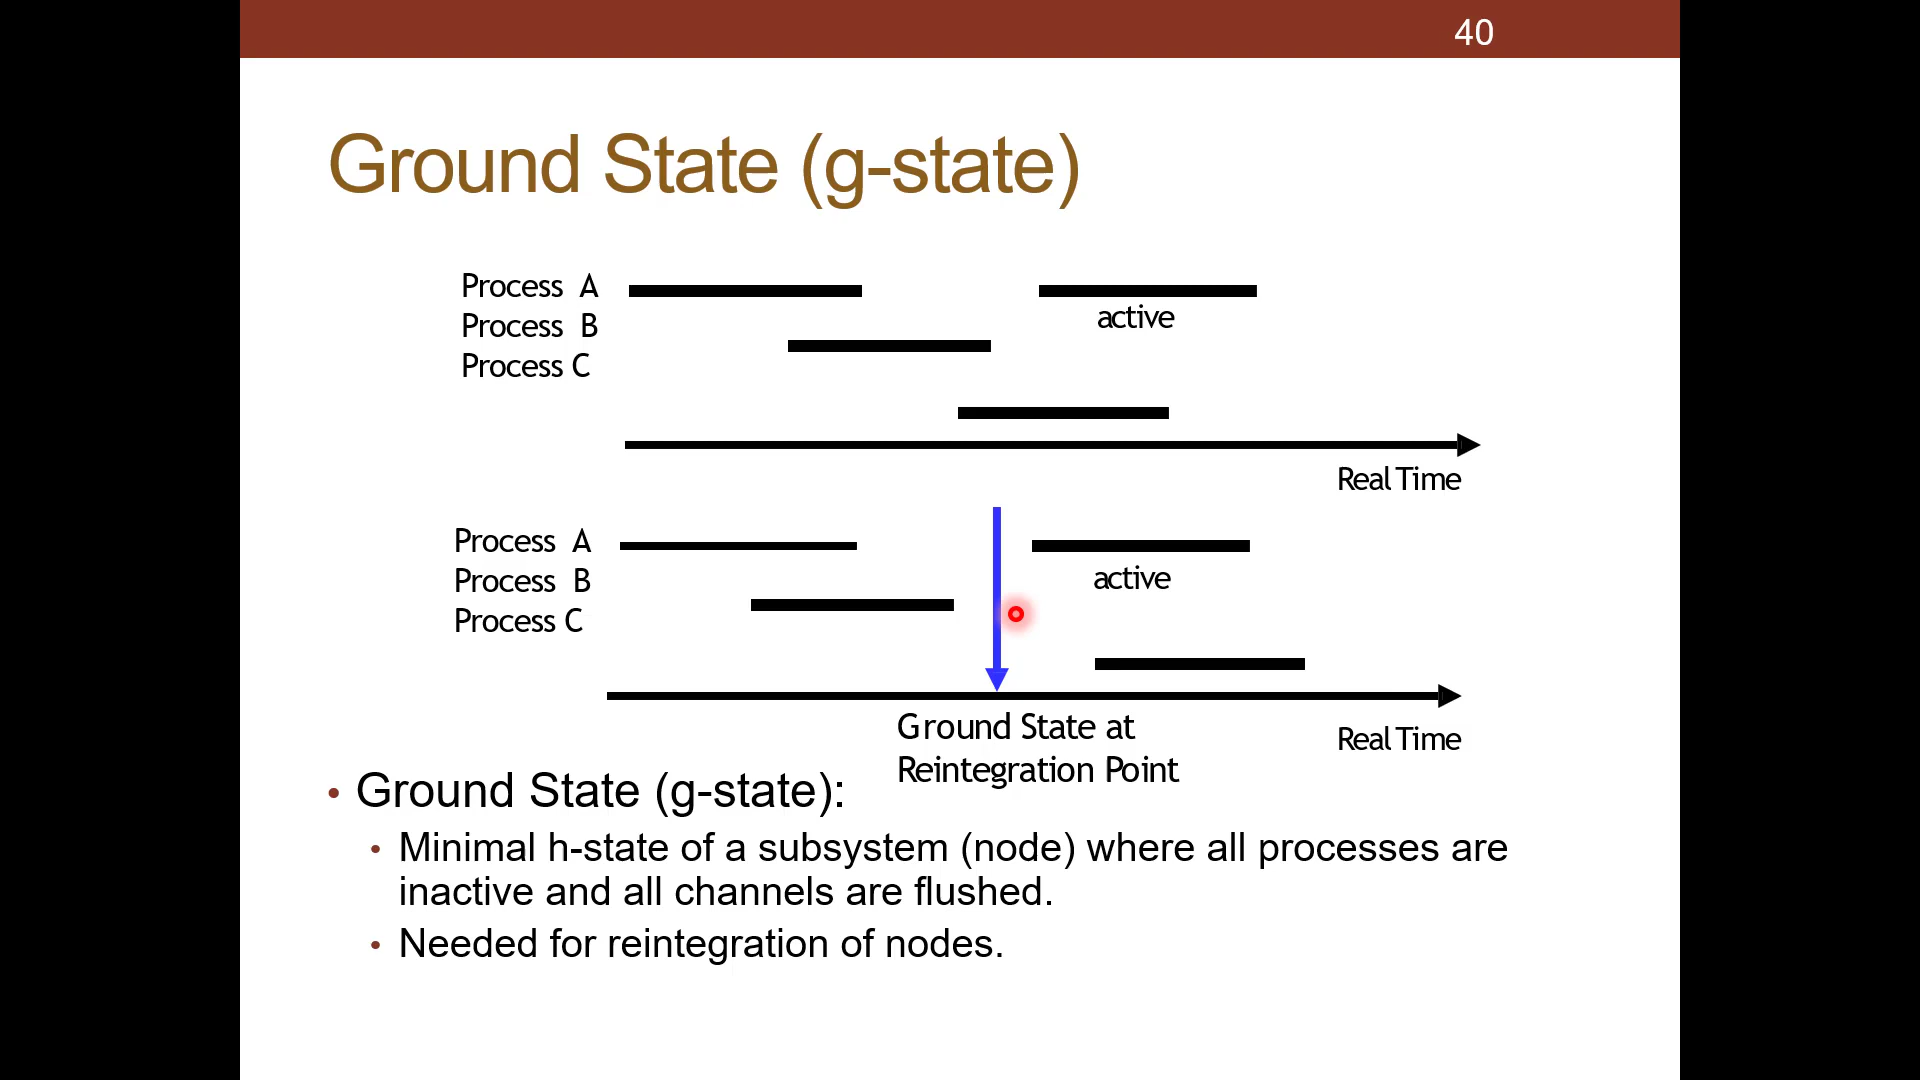 40
Ground State (g-state)
Process A
active
Process B
Process C
Real Time
Process A
active
Process B
Process C
Ground State at
Reintegration Point
Real Time
• Ground State (g-state):
• Minimal h-state of a subsystem (node) where all processes are
inactive and all channels are flushed.
• Needed for reintegration of nodes.